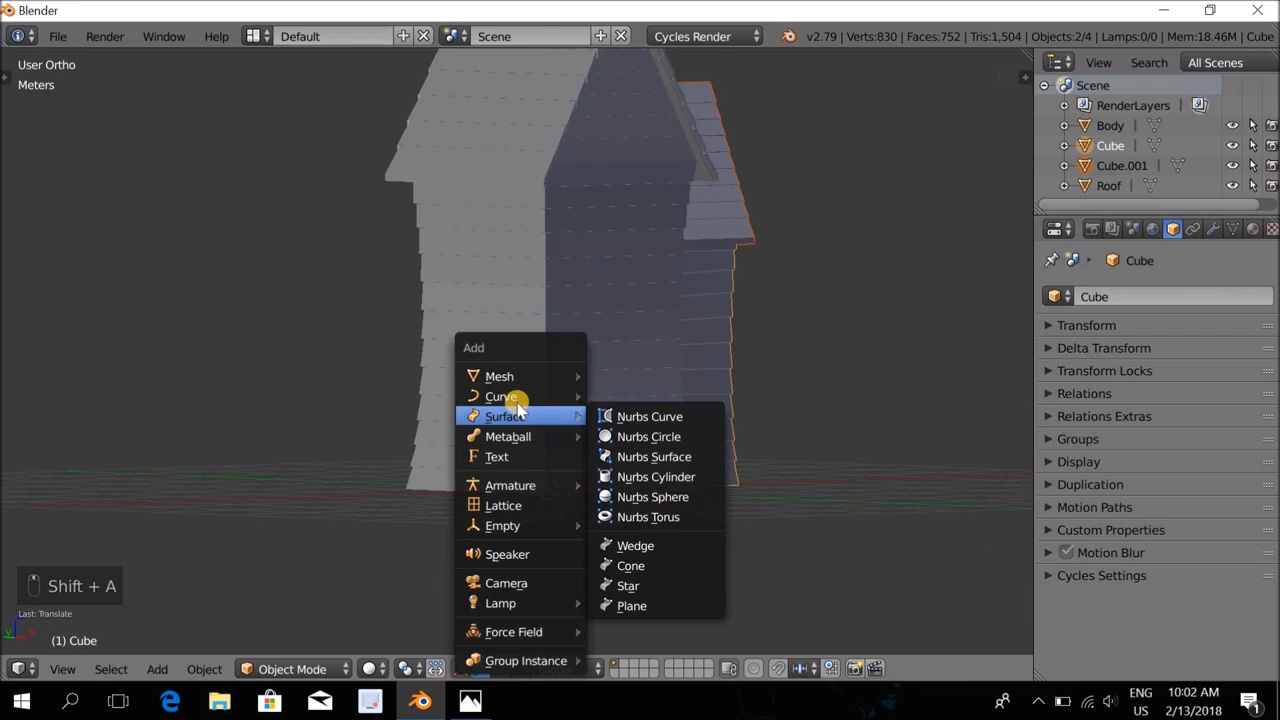 Blender
File Render Window Help Default Scene Cycles Render v2.79 | Verts:830 | Faces:752 | Tris:1,504 | Objects:2/4 | Lamps:0/0 | Mem:18.46M | Cube
User Ortho
Meters
View Search All Scenes
Scene
RenderLayers
Body
Cube
Cube.001
Roof
Cube
Cube
Transform
Delta Transform
Transform Locks
Relations
Relations Extras
Groups
Display
Duplication
Motion Paths
Custom Properties
Motion Blur
Cycles Settings
Add
Mesh
Curve
Surface
Metaball
Text
Armature
Lattice
Empty
Speaker
Camera
Lamp
Force Field
Group Instance
Nurbs Curve
Nurbs Circle
Nurbs Surface
Nurbs Cylinder
Nurbs Sphere
Nurbs Torus
Wedge
Cone
Star
Plane
Shift + A
Last: Translate
(1) Cube
View Select Add Object Object Mode
ENG
US
10:02 AM
2/13/2018
1